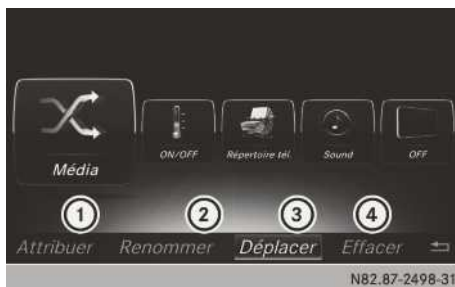 ON/OFF Répertoire tél. Sound OFF
Média
1 2 3 4
Attribuer Renommer Déplacer Effacer
N82.87-2498-31